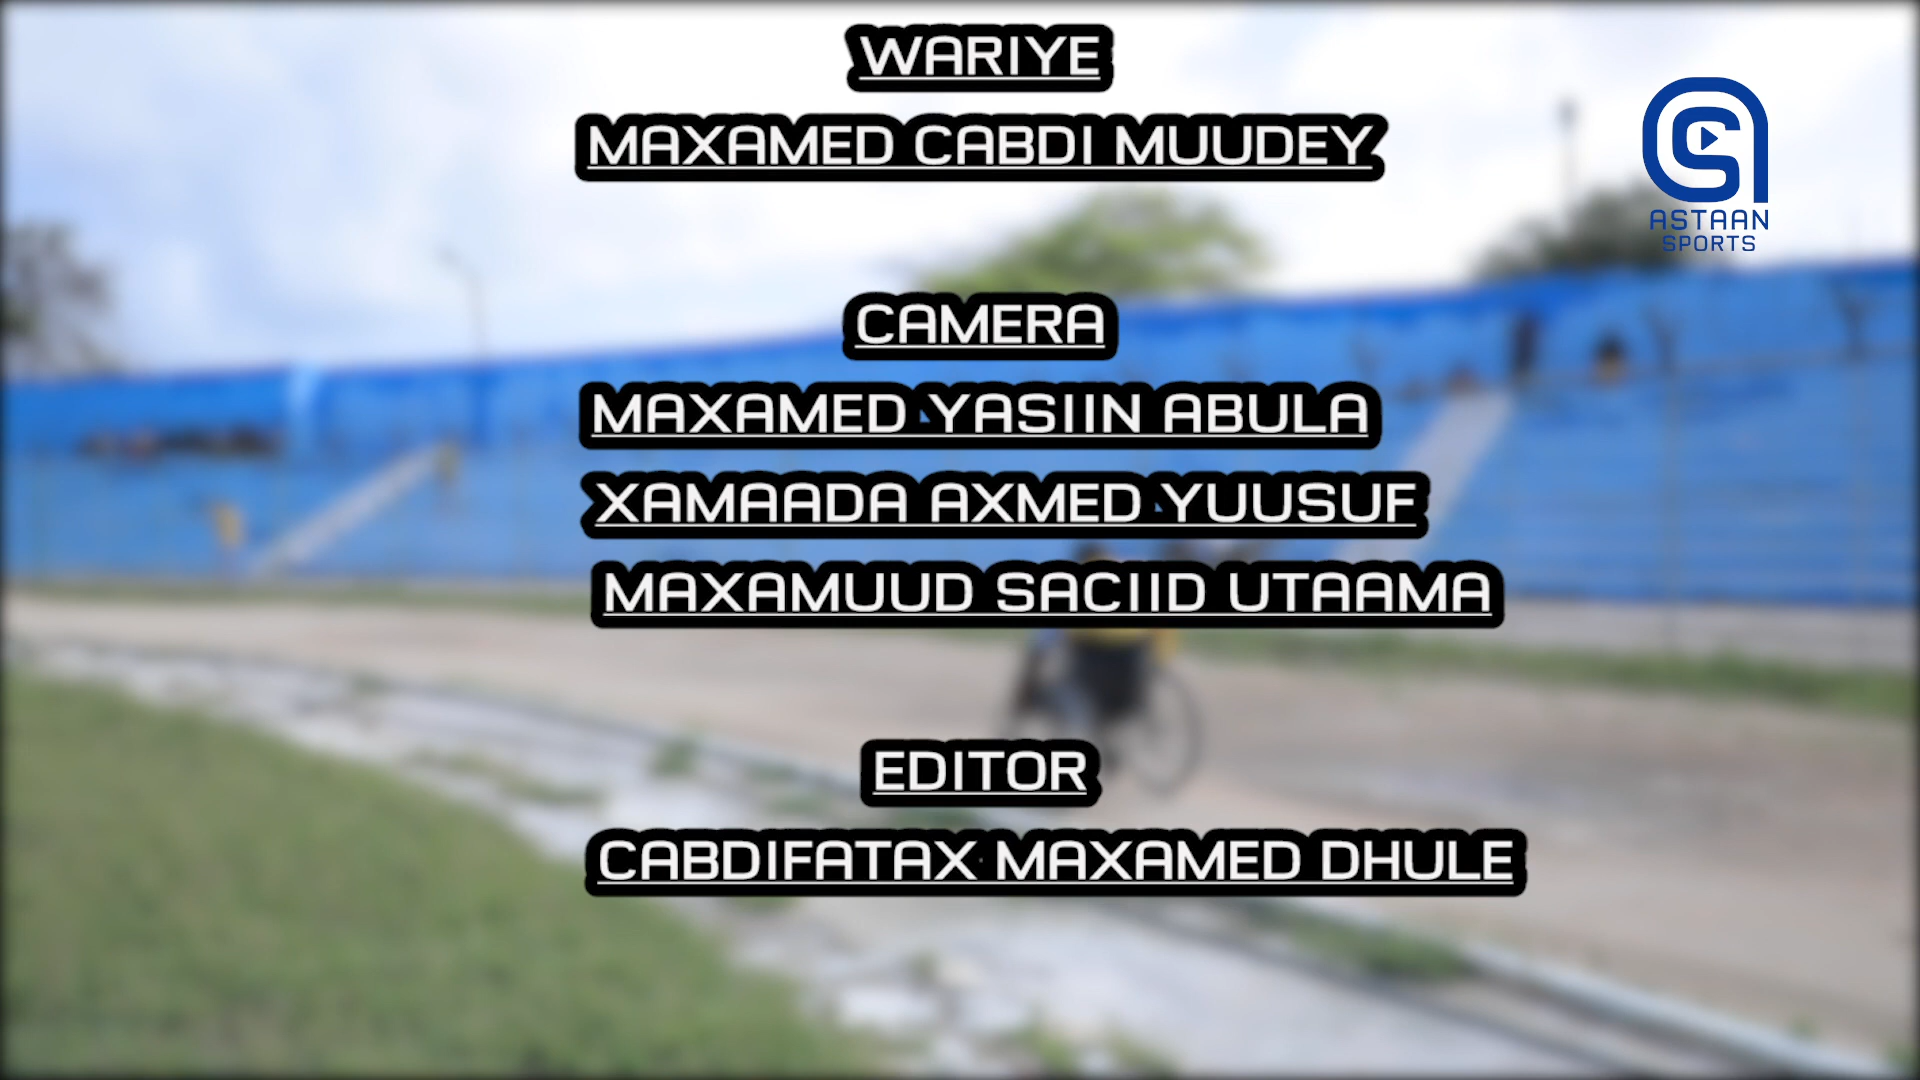 WARIYE
MAXAMED CABDI MUUDEY
ASTAAN
SPORTS
CAMERA
MAXAMED YASIIN ABULA
XAMAADA AXMED YUUSUF
MAXAMUUD SACIID UTAAMA
EDITOR
CABDIFATAX MAXAMED DHULE